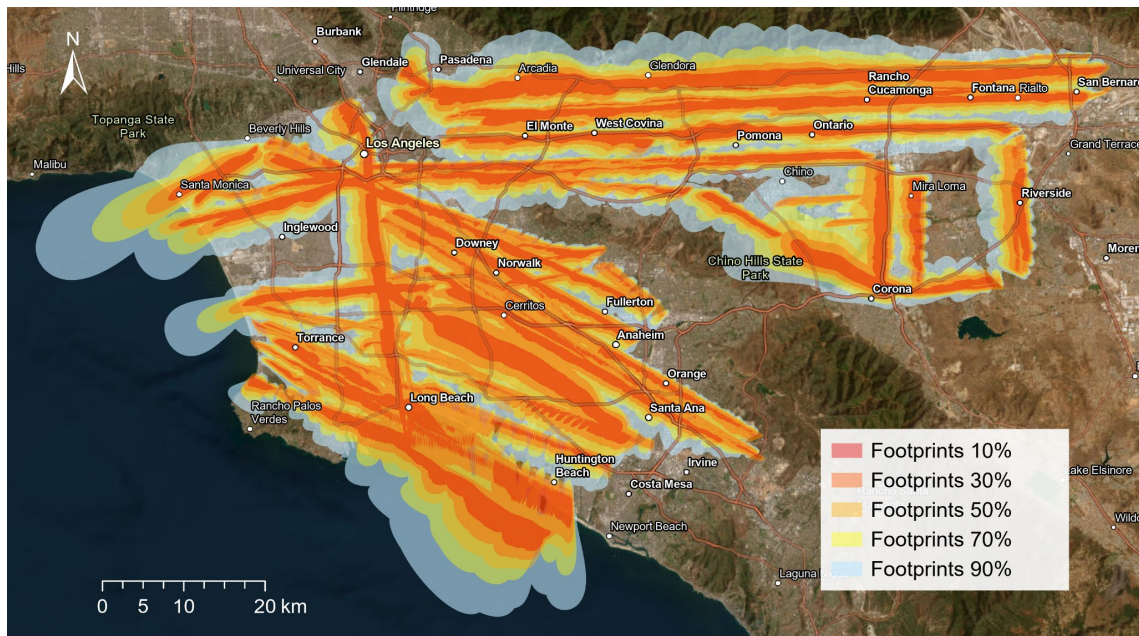 Flintridge
Burbank
N
Glendale
Pasadena
Hills
Universal City
Arcadia
Glendora
Rancho
Cucamonga
Fontana
Rialto
San Bernard
Topanga State
Park
Beverly Hills
El Monte
West Covina
Pomona
Ontario
Los Angeles
Grand Terrace
Malibu
Chino
Santa Monica
Mira Loma
Riverside
Inglewood
Downey
Norwalk
Chino Hills State
Park
Moren
Corona
Cerritos
Fullerton
Torrance
Anaheim
Orange
Rancho Palos
Verdes
Long Beach
Santa Ana
Huntington
Beach
Irvine
Costa Mesa
Newport Beach
Lake Elsinore
Wildo
Laguna
Footprints 10%
Footprints 30%
Footprints 50%
Footprints 70%
Footprints 90%
0 5 10 20 km